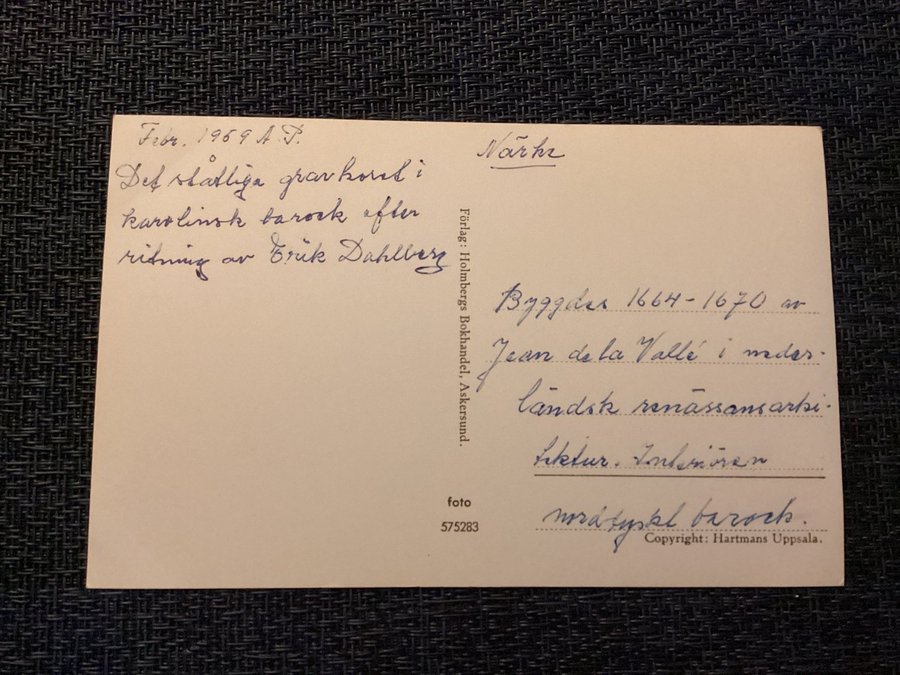 Febr. 1969 A.P.
Det ståtliga gravkoret i
karolinsk barock efter
ritning av Erik Dahlberg
Förlag: Holmbergs Bokhandel, Askersund.
foto
575283
Närke
Byggdes 1664-1670 av
Jean de la Vallé i neder-
ländsk renässansarki-
tektur. Interiören
nordtyskt barock.
Copyright: Hartmans Uppsala.